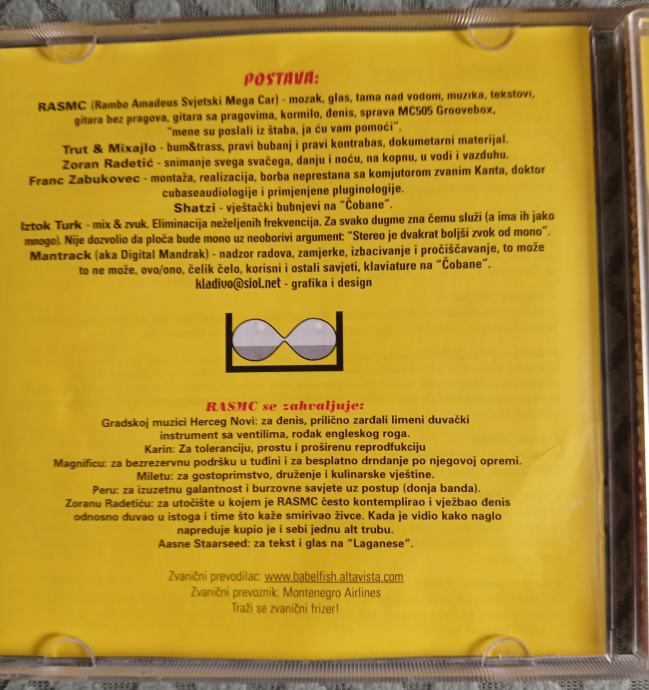 POSTAVA:
RASMC (Rambo Amadeus Svjetski Mega Car) - mozak, glas, tama nad vodom, muzika, tekstovi,
gitara bez pragova, gitara sa pragovima, kormilo, đenis, sprava MC505 Groovebox,
"mene su poslali iz štaba, ja ću vam pomoći".
Trut & Mixajlo - bum&trass, pravi bubanj i pravi kontrabas, dokumetarni materijal.
Zoran Radetić - snimanje svega svačega, danju i noću, na kopnu, u vodi i vazduhu.
Franc Zabukovec - montaža, realizacija, borba neprestana sa komjutorom zvanim Kanta, doktor
cubaseaudiologije i primjenjene pluginologije.
Shatzi - vještački bubnjevi na "Čobane".
Iztok Turk - mix & zvuk. Eliminacija neželjenih frekvencija. Za svako dugme zna čemu služi (a ima ih jako
mnogo). Nije dozvolio da ploča bude mono uz neoborivi argument: "Stereo je dvakrat boljši zvok od mono".
Mantrack (aka Digital Mandrak) - nadzor radova, zamjerke, izbacivanje i pročiščavanje, to može
to ne može, ovo/ono, čelik čelo, korisni i ostali savjeti, klaviature na "Čobane".
kladivo@siol.net - grafika i design
RASMC se zahvaljuje:
Gradskoj muzici Herceg Novi: za đenis, prilično zarđali limeni duvački
instrument sa ventilima, rođak engleskog roga.
Karin: Za toleranciju, prostu i proširenu reprodfukciju
Magnificu: za bezrezervnu podršku u tuđini i za besplatno drndanje po njegovoj opremi.
Miletu: za gostoprimstvo, druženje i kulinarske vještine.
Peru: za izuzetnu galantnost i burzovne savjete uz postup (donja banda).
Zoranu Radetiću: za utočište u kojem je RASMC često kontemplirao i vježbao đenis
odnosno duvao u istoga i time što kaže smirivao živce. Kada je vidio kako naglo
napreduje kupio je i sebi jednu alt trubu.
Aasne Staarseed: za tekst i glas na "Laganese".
Zvanični prevodilac: www.babelfish.altavista.com
Zvanični prevoznik: Montenegro Airlines
Traži se zvanični frizer!